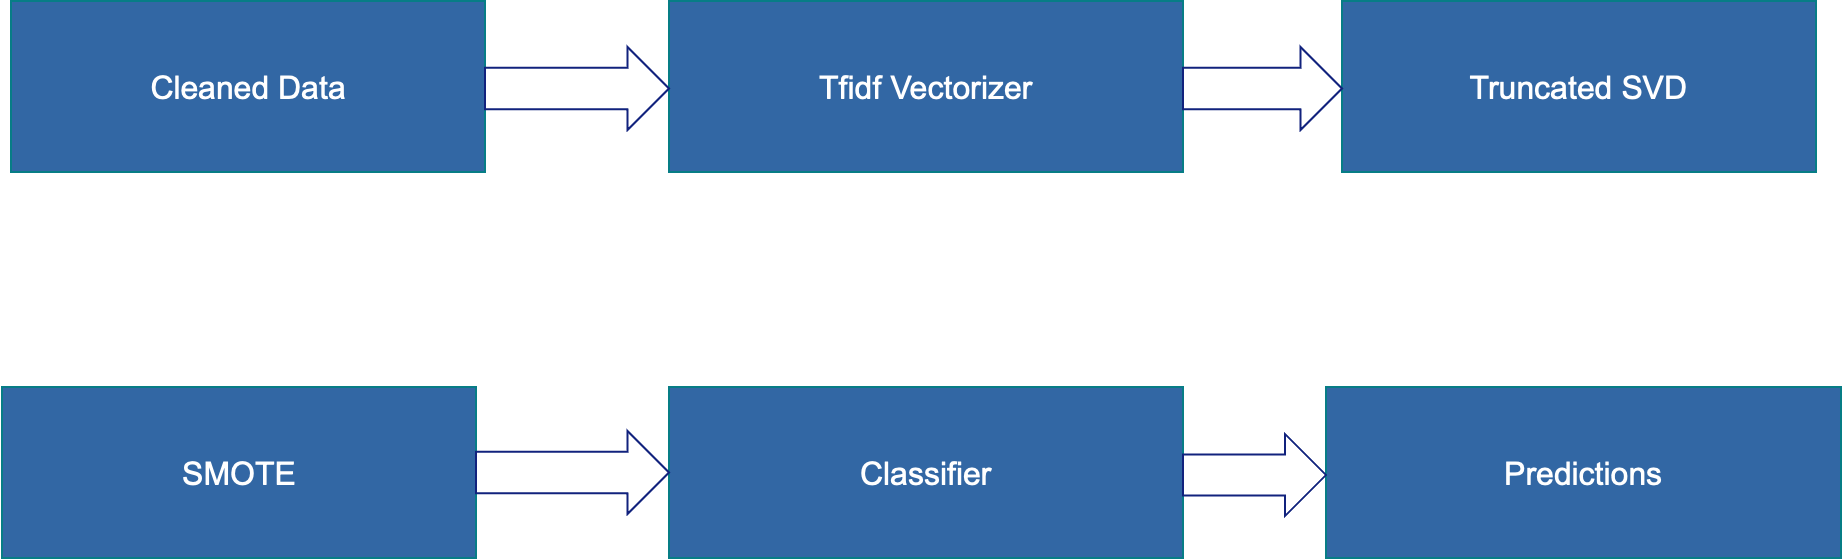 Cleaned Data
Tfidf Vectorizer
Truncated SVD
SMOTE
Classifier
Predictions